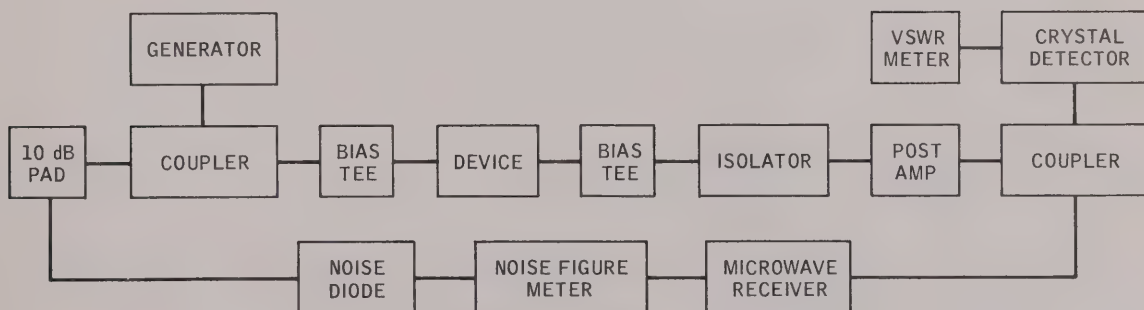 GENERATOR
VSWR
METER
CRYSTAL
DETECTOR
10 dB
PAD
COUPLER
BIAS
TEE
DEVICE
BIAS
TEE
ISOLATOR
POST
AMP
COUPLER
NOISE
DIODE
NOISE FIGURE
METER
MICROWAVE
RECEIVER